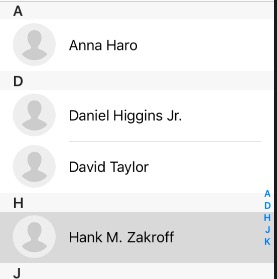 A
Anna Haro
D
Daniel Higgins Jr.
David Taylor
H
Hank M. Zakroff
J
A
D
H
J
K